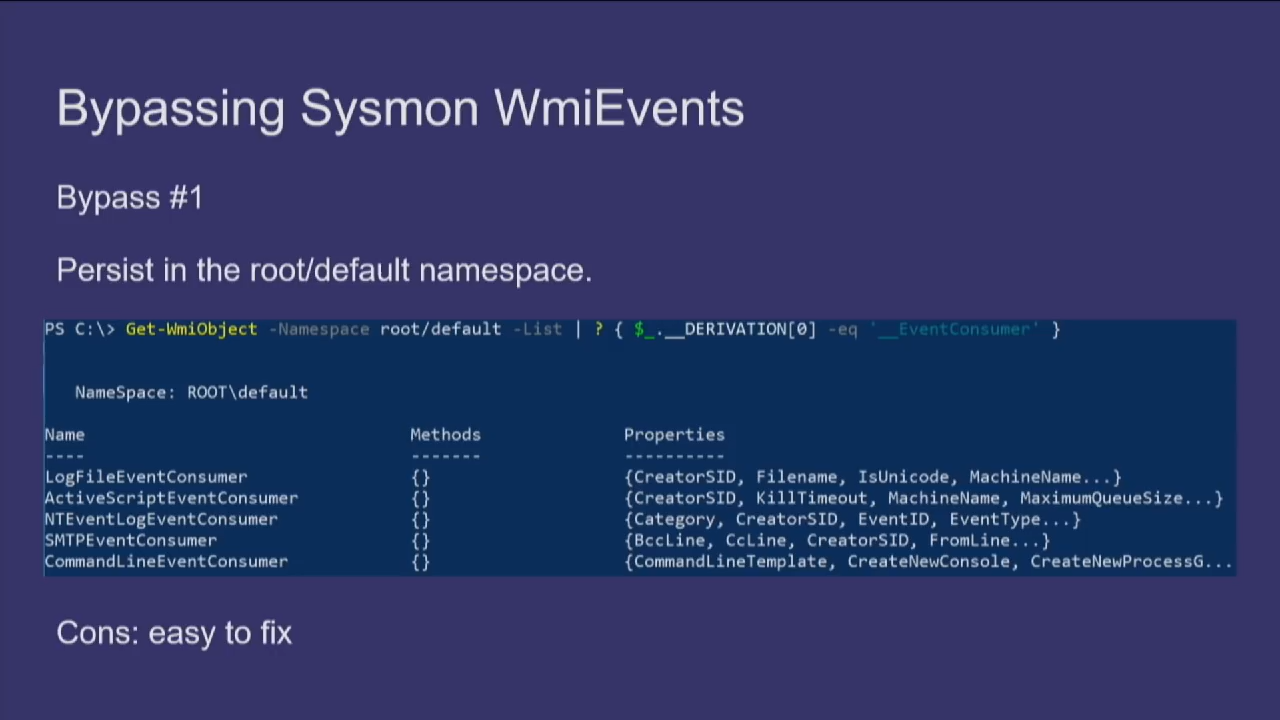 Bypassing Sysmon WmiEvents
Bypass #1
Persist in the root/default namespace.
PS C:\> Get-WmiObject -Namespace root/default -List | ? { $_.__DERIVATION[0] -eq '__EventConsumer' }
NameSpace: ROOT\default
Name Methods Properties
---- ------- ----------
LogFileEventConsumer {} {CreatorSID, Filename, IsUnicode, MachineName...}
ActiveScriptEventConsumer {} {CreatorSID, KillTimeout, MachineName, MaximumQueueSize...}
NTEventLogEventConsumer {} {Category, CreatorSID, EventID, EventType...}
SMTPEventConsumer {} {BccLine, CcLine, CreatorSID, FromLine...}
CommandLineEventConsumer {} {CommandLineTemplate, CreateNewConsole, CreateNewProcessG...
Cons: easy to fix